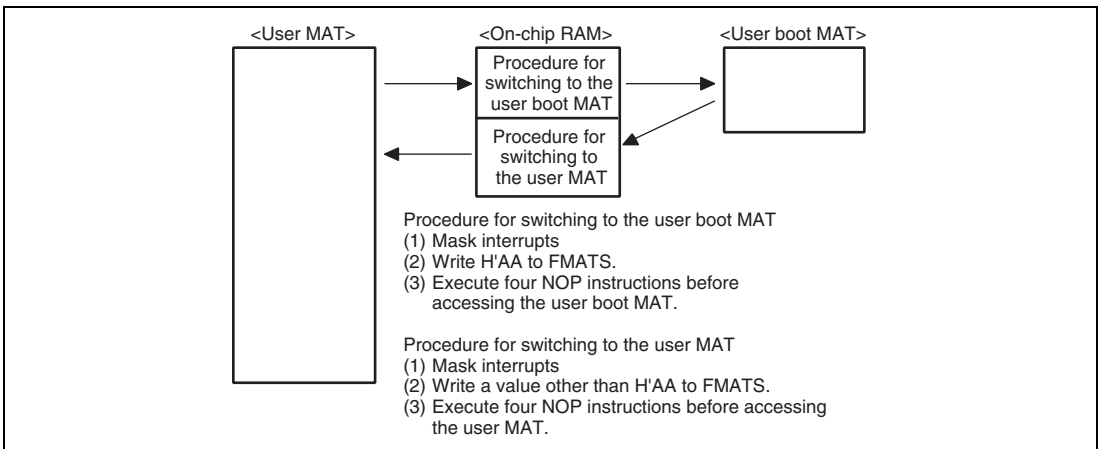 <User MAT>
<On-chip RAM>
<User boot MAT>
Procedure for
switching to the
user boot MAT
Procedure for
switching to
the user MAT
Procedure for switching to the user boot MAT
(1) Mask interrupts
(2) Write H'AA to FMATS.
(3) Execute four NOP instructions before
accessing the user boot MAT.
Procedure for switching to the user MAT
(1) Mask interrupts
(2) Write a value other than H'AA to FMATS.
(3) Execute four NOP instructions before accessing
the user MAT.